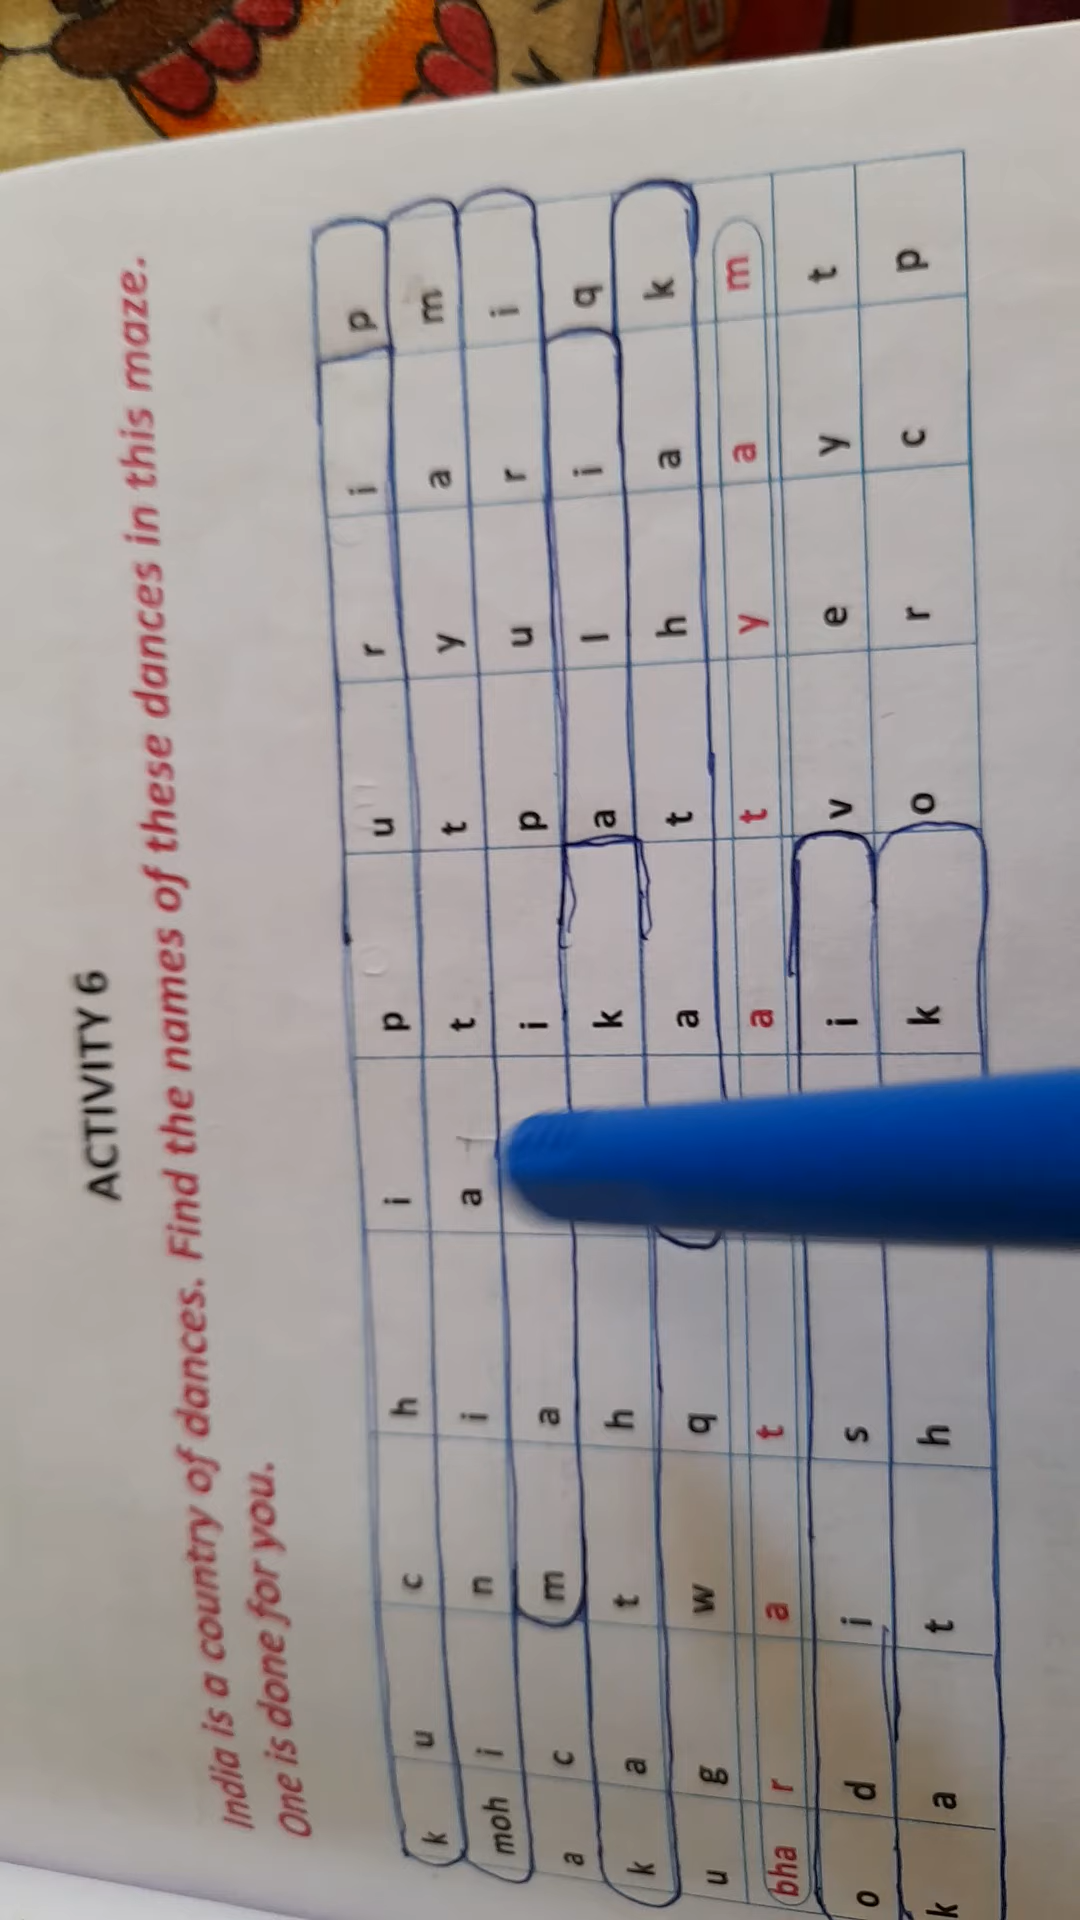 ACTIVITY 6
India is a country of dances. Find the names of these dances in this maze.
One is done for you.
k u c h i p u r i p
moh i n i a t t y a m
a c m a i p u r i
k a t h k a l i q
u g w q a t h a k
bha r a t a t y a m
o d i s i v e y t
k a t h k o r c p